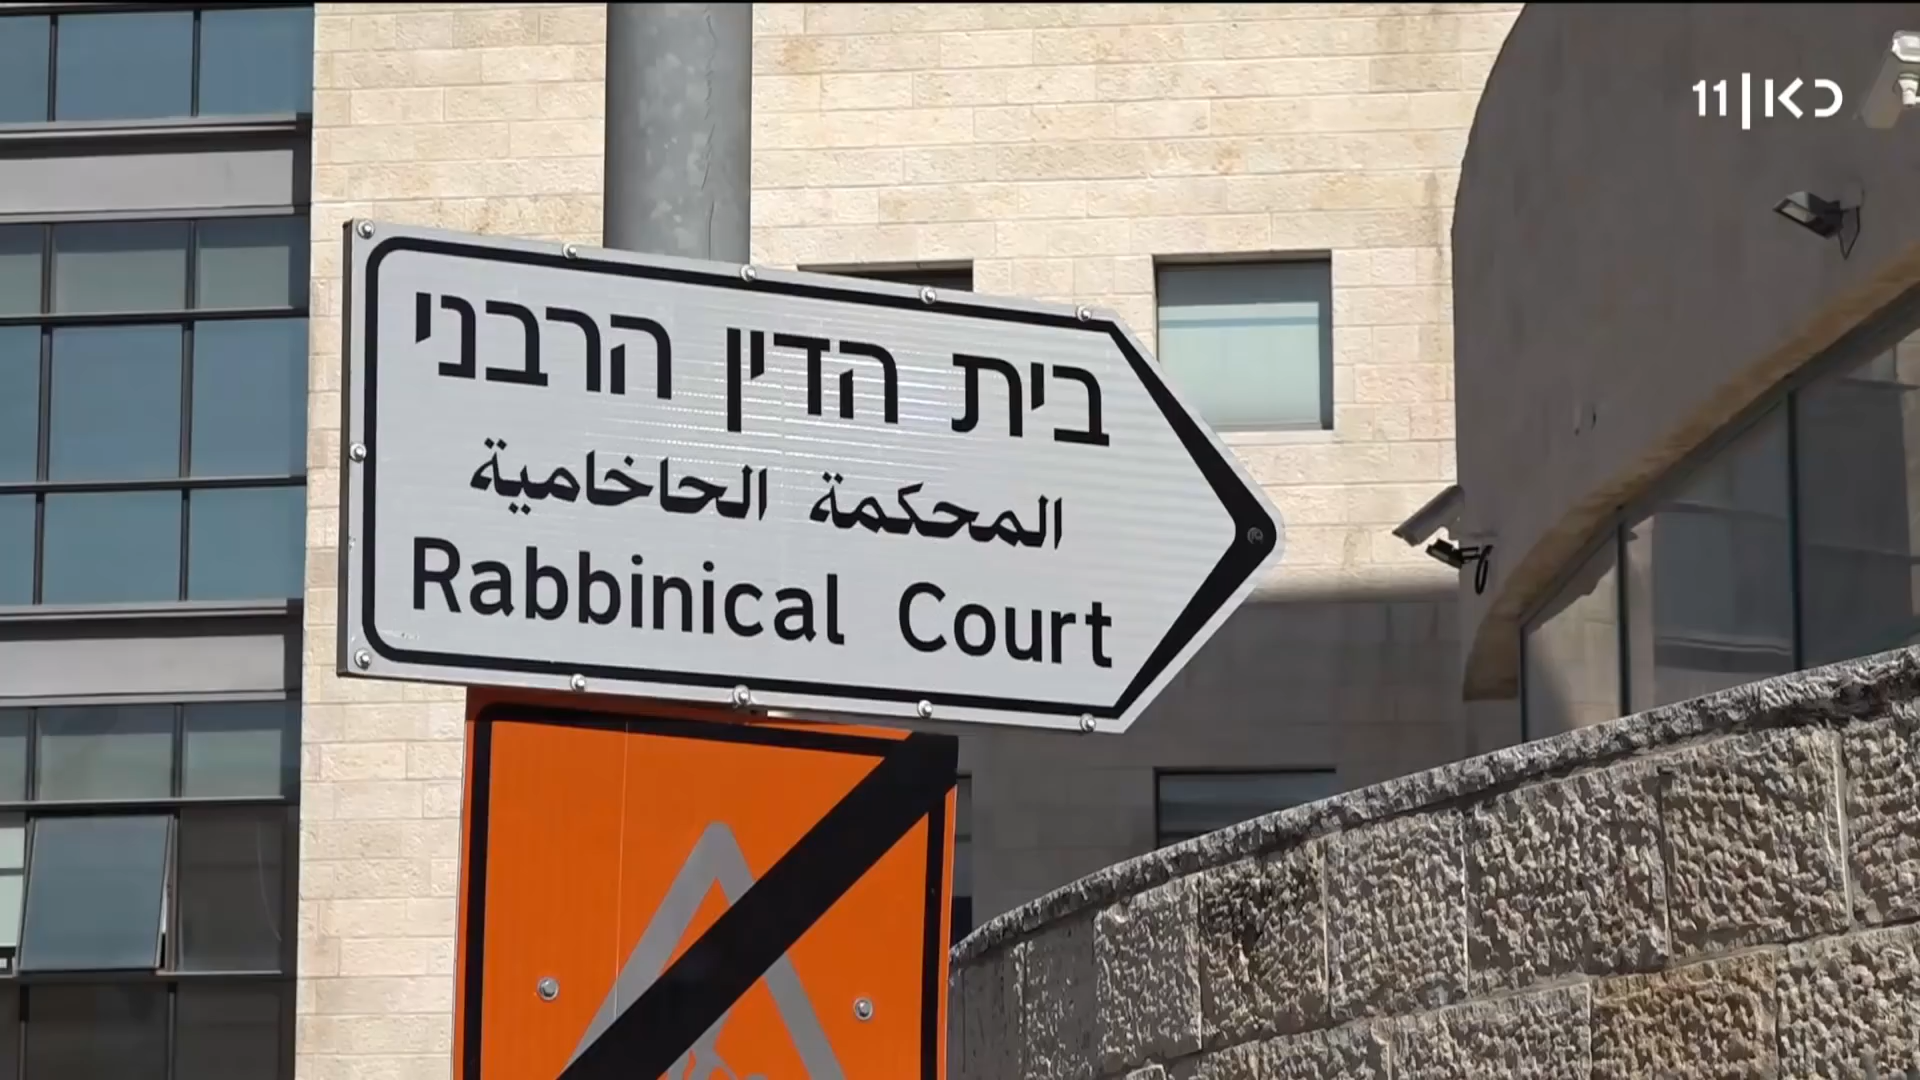 כאן 11
בית הדין הרבני
المحكمة الحاخامية
Rabbinical Court